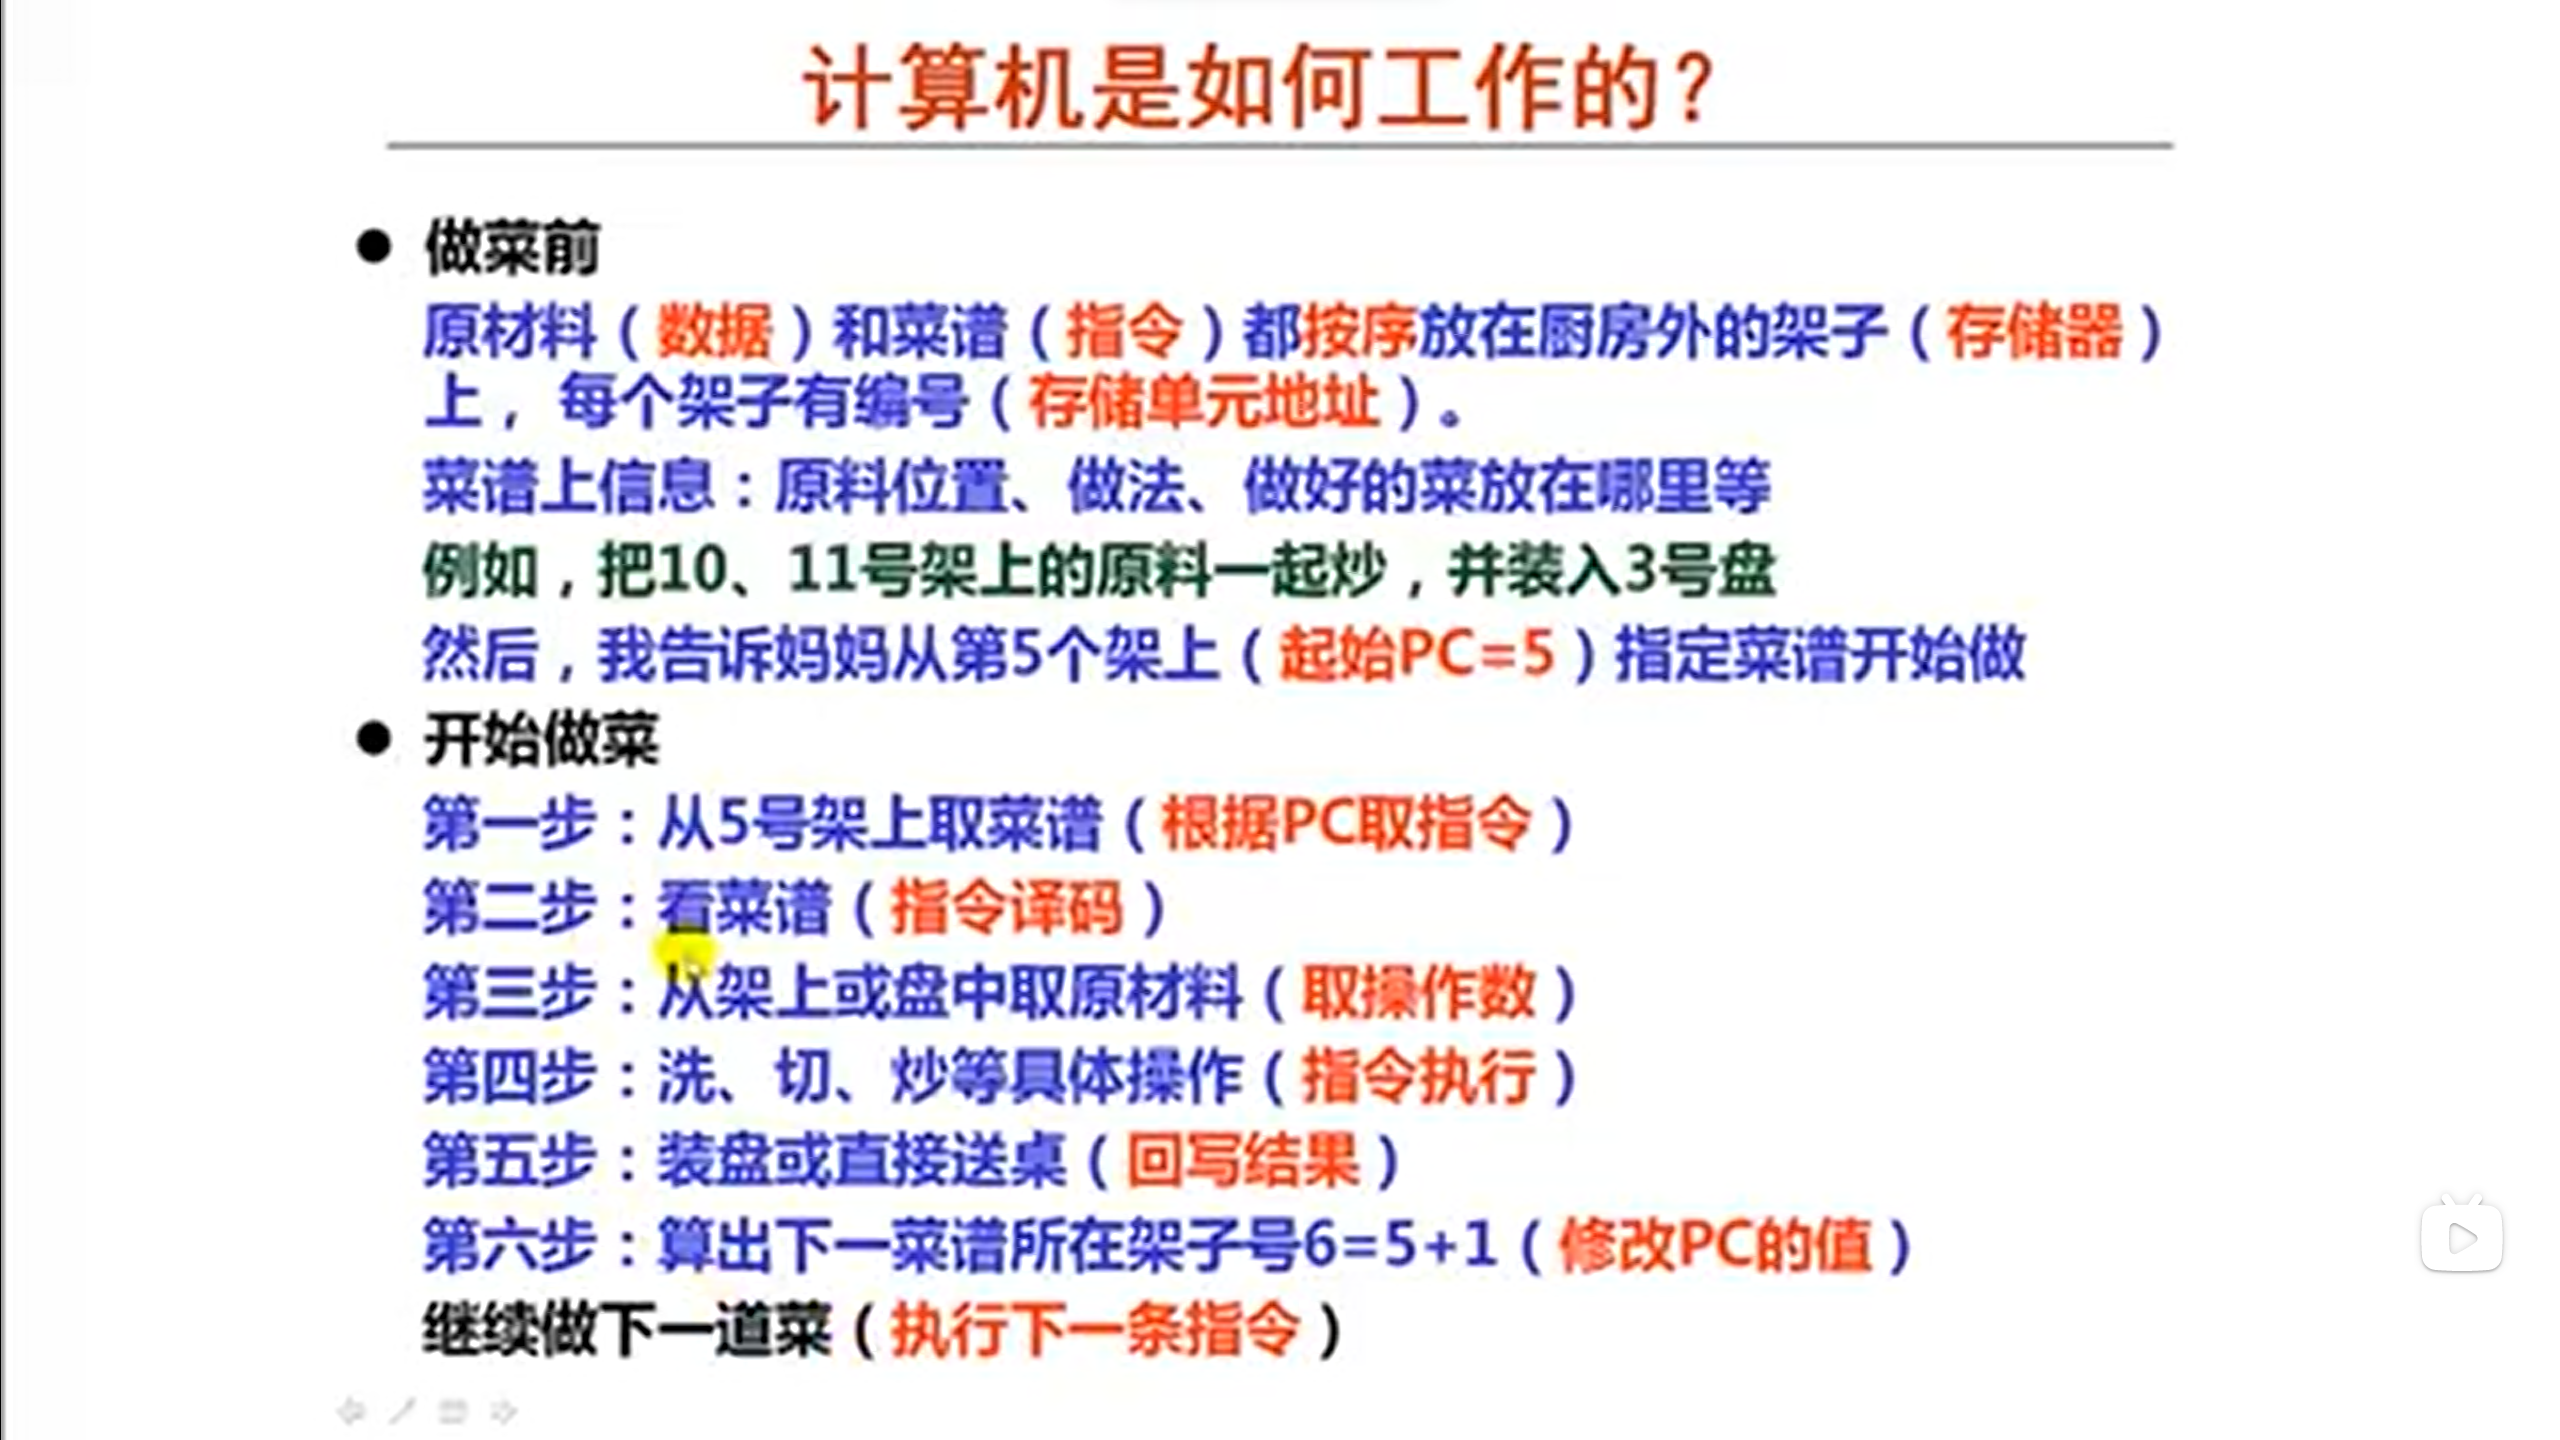 计算机是如何工作的?
● 做菜前
原材料(数据)和菜谱(指令)都按序放在厨房外的架子(存储器)
上, 每个架子有编号(存储单元地址)。
菜谱上信息:原料位置、做法、做好的菜放在哪里等
例如,把10、11号架上的原料一起炒,并装入3号盘
然后,我告诉妈妈从第5个架上(起始PC=5)指定菜谱开始做
● 开始做菜
第一步:从5号架上取菜谱(根据PC取指令)
第二步:看菜谱(指令译码)
第三步:从架上或盘中取原材料(取操作数)
第四步:洗、切、炒等具体操作(指令执行)
第五步:装盘或直接送桌(回写结果)
第六步:算出下一菜谱所在架子号6=5+1(修改PC的值)
继续做下一道菜(执行下一条指令)